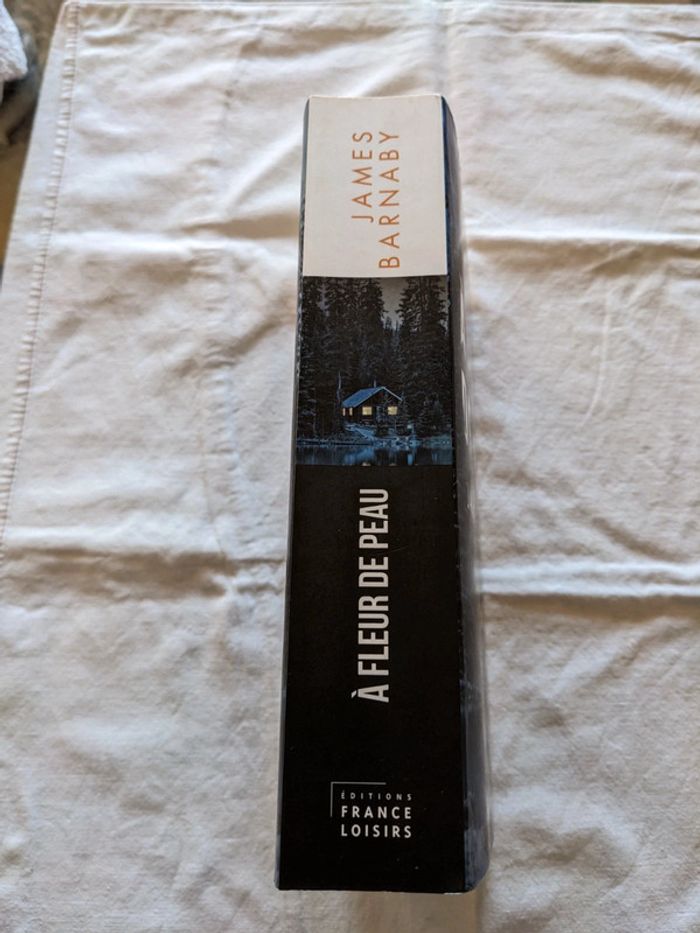 JAMES
BARNABY
À FLEUR DE PEAU
ÉDITIONS
FRANCE
LOISIRS